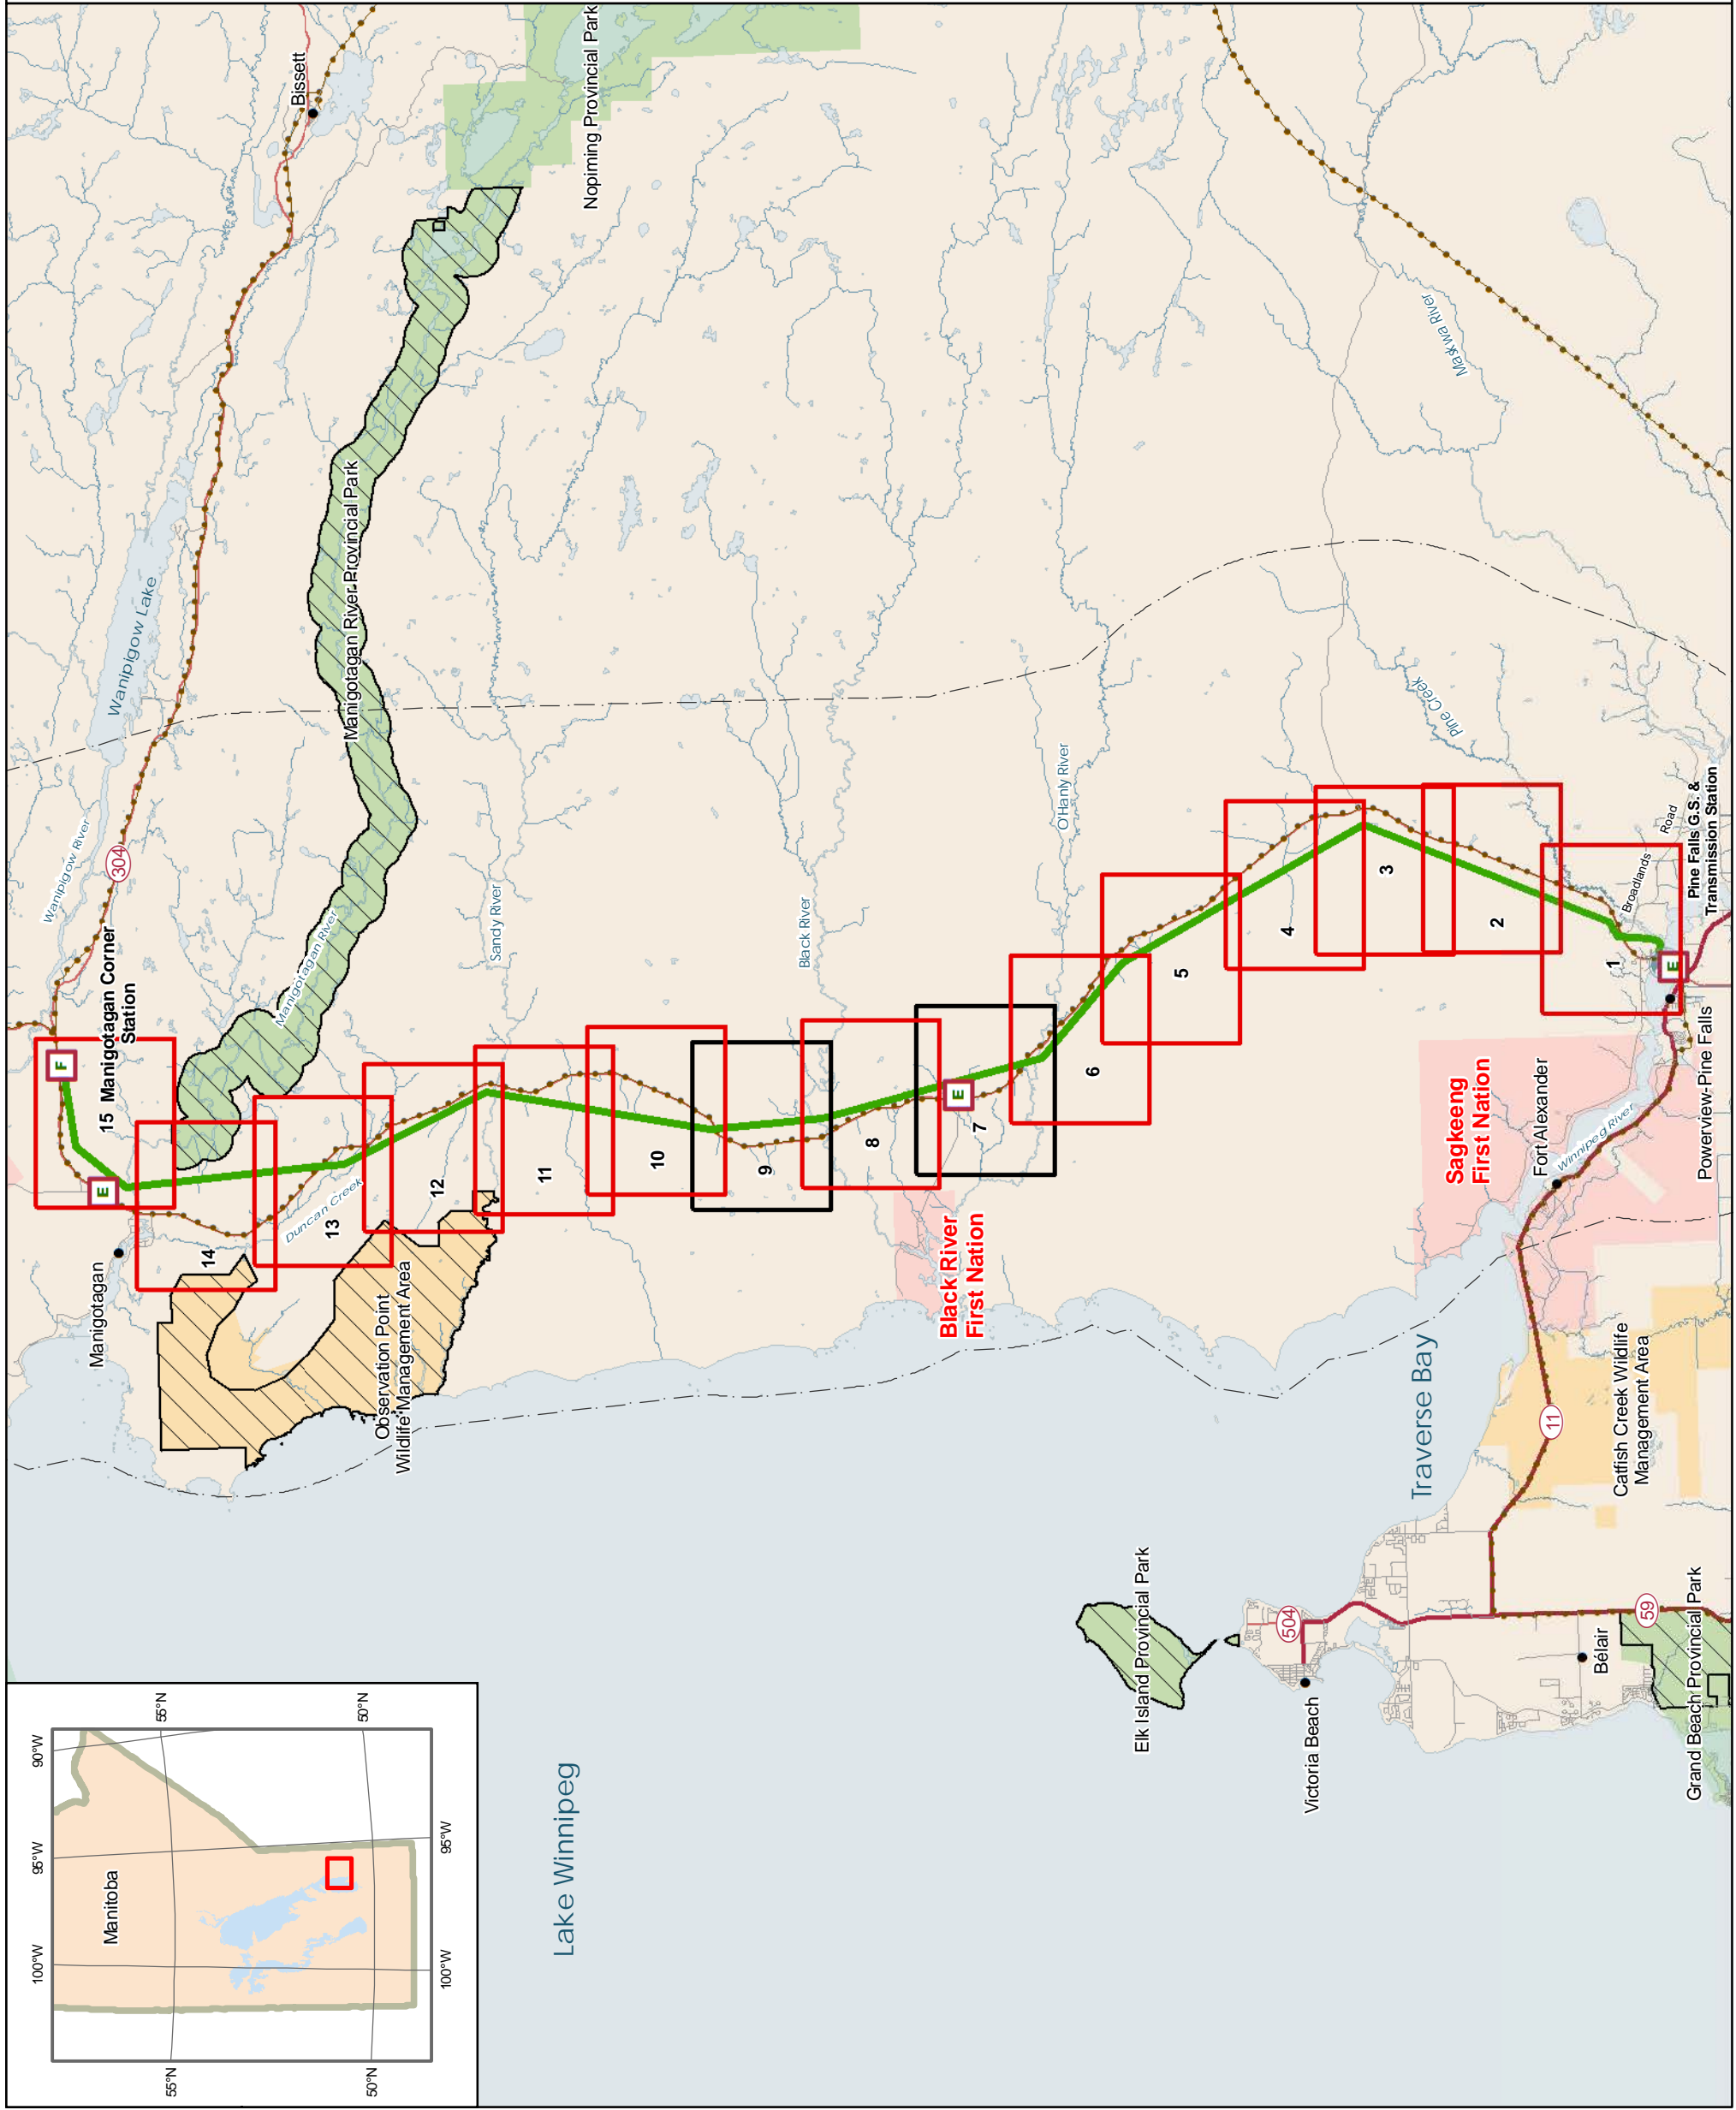 90°W
95°W
100°W
55°N
50°N
Manitoba
55°N
50°N
95°W
100°W
Lake Winnipeg
Bissett
Nopiming Provincial Park
Wanipigow Lake
Wanipigow River
304
Manigotagan River Provincial Park
Manigotagan River
F
15 Manigotagan Corner
Station
E
Manigotagan
14
Duncan Creek
13
12
Observation Point
Wildlife Management Area
Sandy River
11
10
Black River
9
8
Black River
First Nation
E
7
O'Hanly River
6
5
4
3
2
Maskwa River
Pine Creek
Broadlands
Road
1
Pine Falls G.S. &
Transmission Station
E
Powerview-Pine Falls
Sagkeeng
First Nation
Fort Alexander
Winnipeg River
Traverse Bay
11
Catfish Creek Wildlife
Management Area
Elk Island Provincial Park
504
Victoria Beach
59
Bélair
Grand Beach Provincial Park